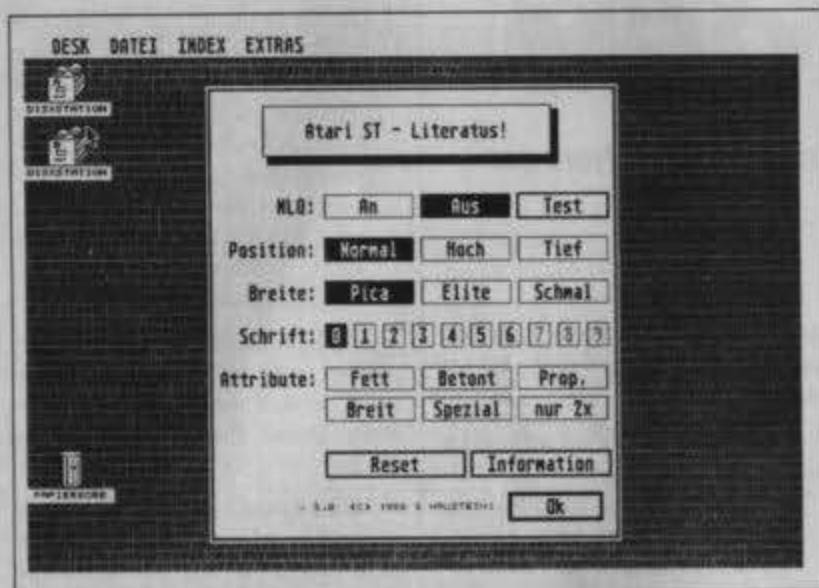 DESK DATEI INDEX EXTRAS
DISKSTATION
DISKSTATION
Atari ST - Literatus!
NLQ: An Aus Test
Position: Normal Hoch Tief
Breite: Pica Elite Schmal
Schrift: 0 1 2 3 4 5 6 7 8 9
Attribute: Fett Betont Prop.
Breit Spezial nur 2x
Reset Information
PAPIERKORB
Ok